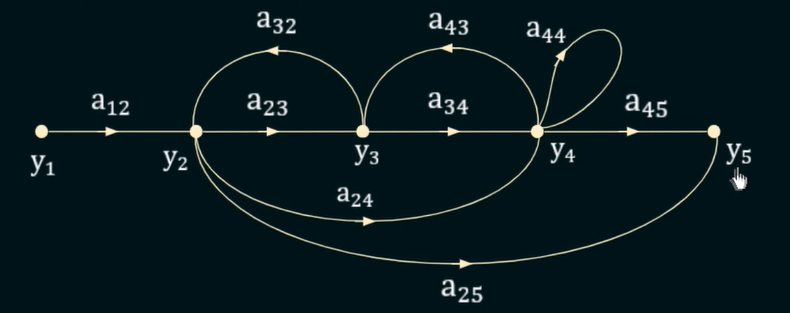 a₃₂
a₄₃
a₄₄
a₁₂
a₂₃
a₃₄
a₄₅
y₁
y₂
y₃
y₄
y₅
a₂₄
a₂₅